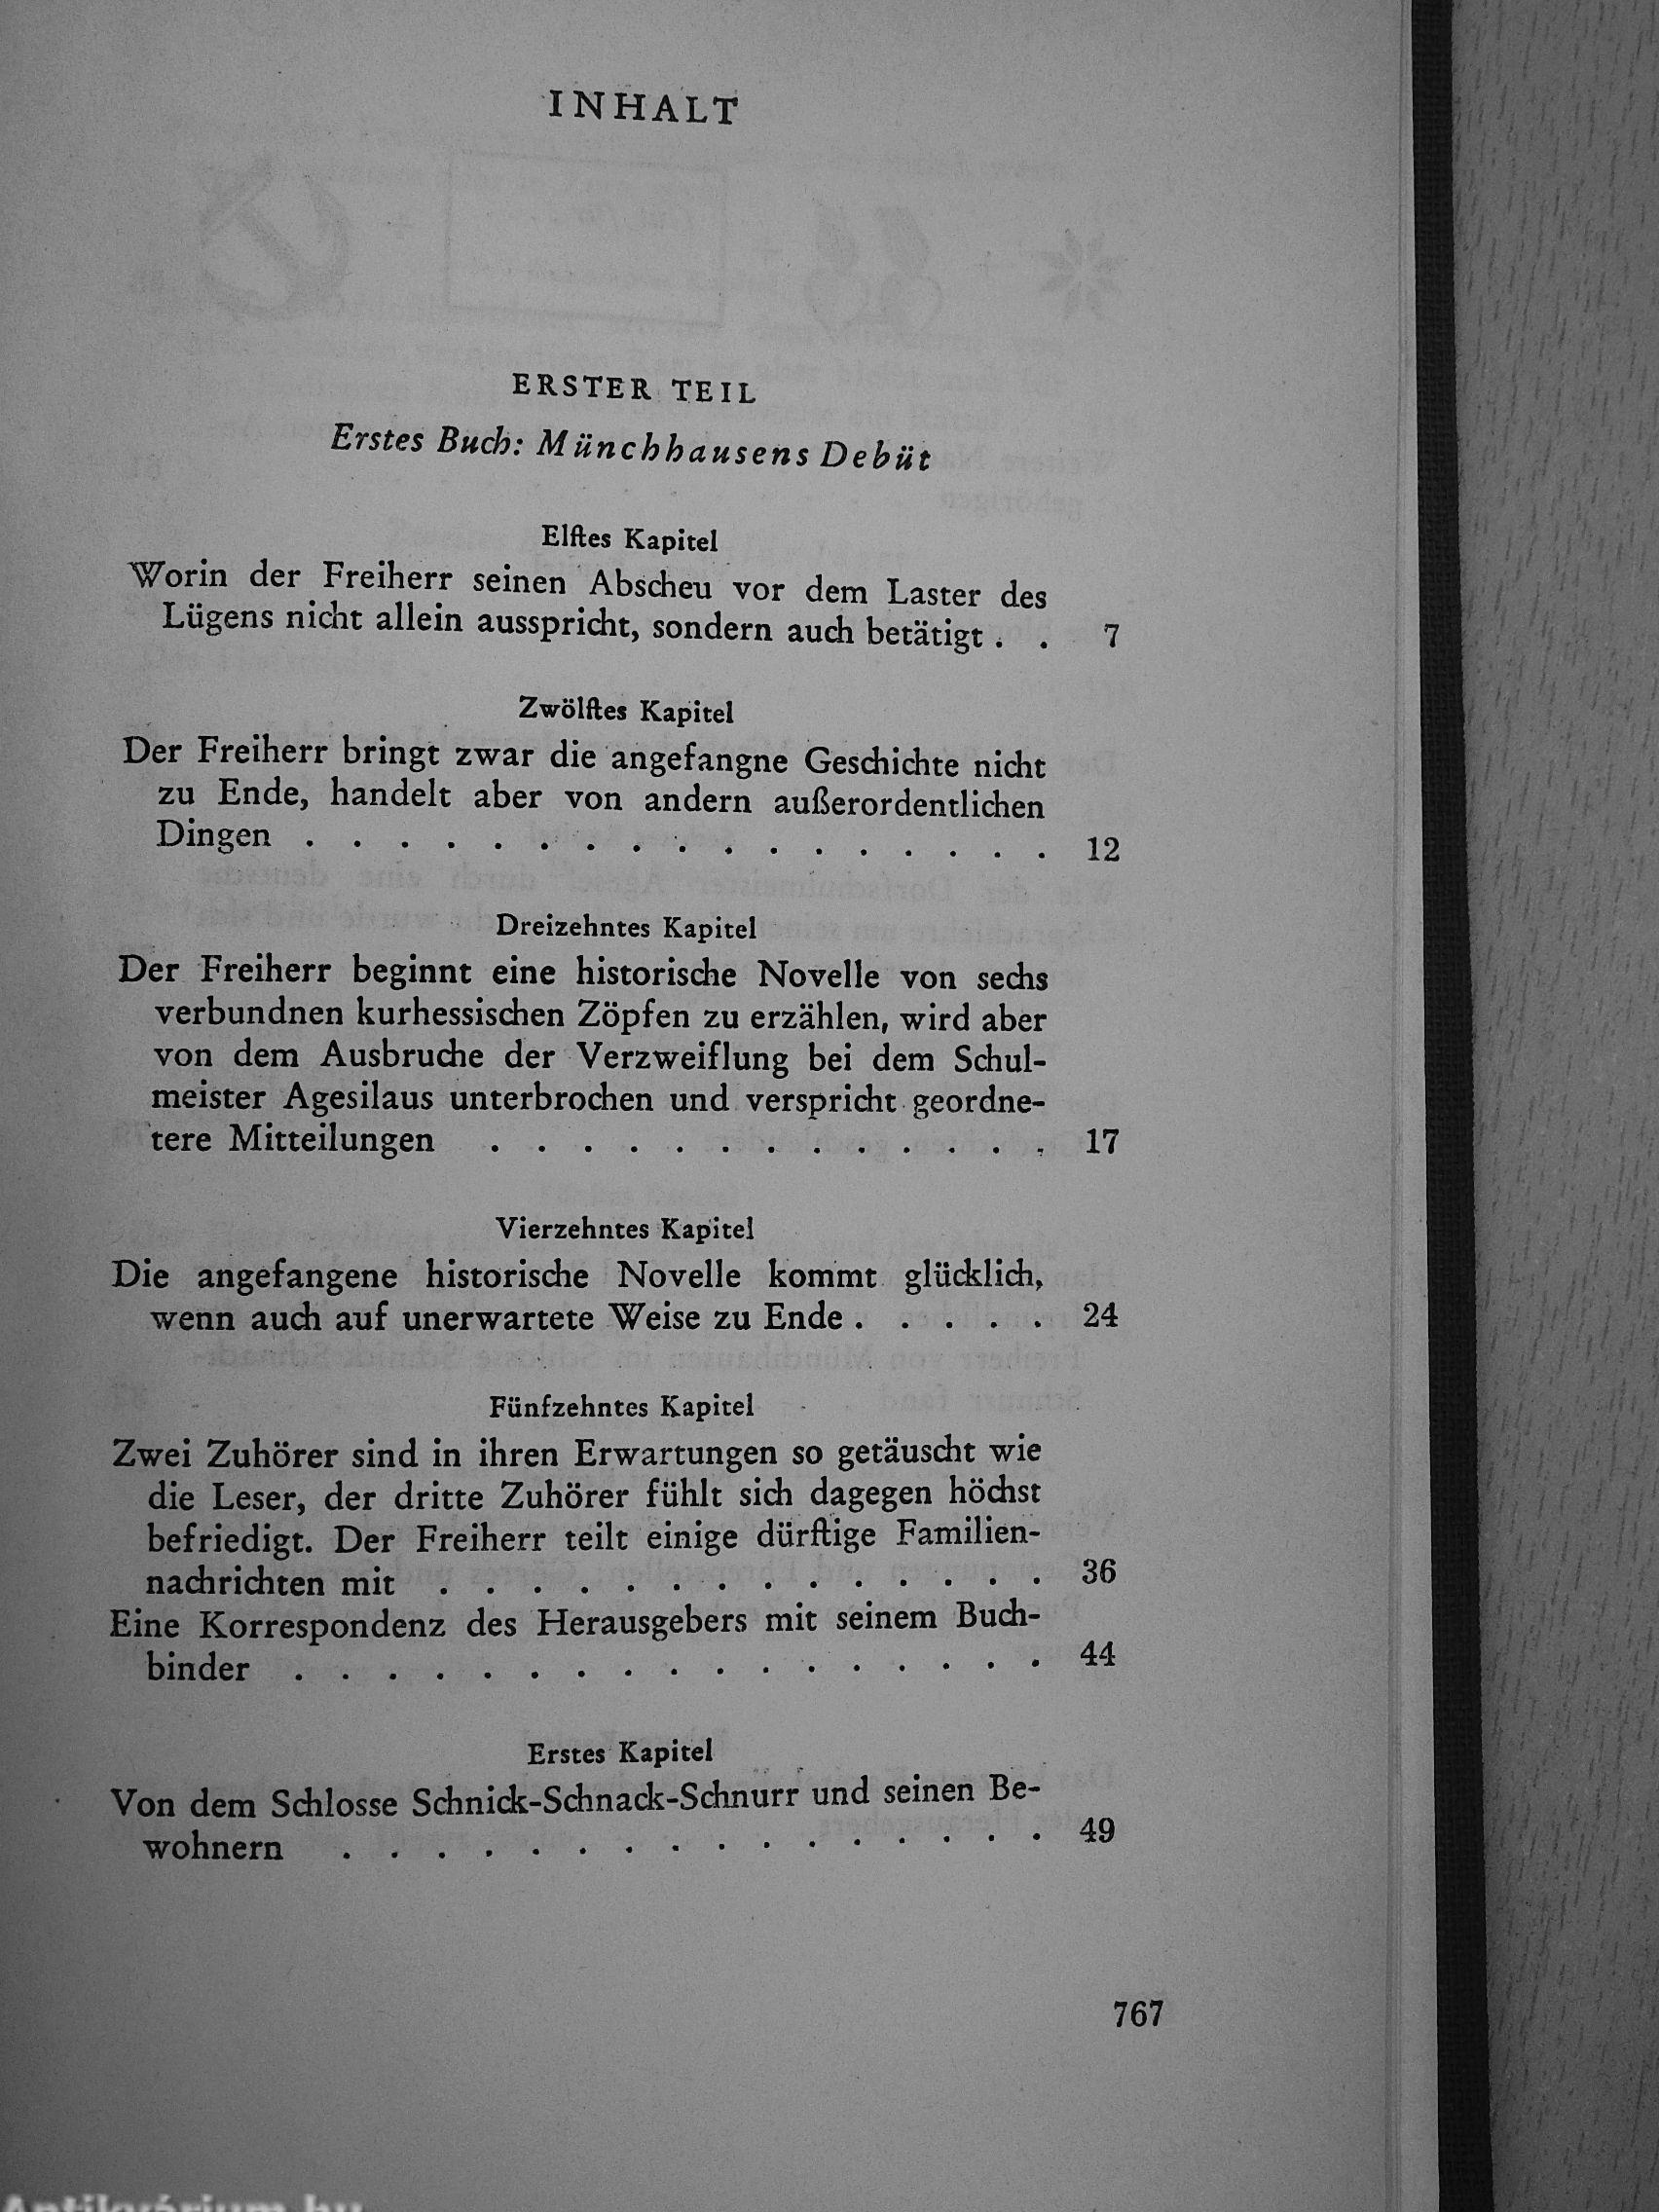 INHALT
ERSTER TEIL
Erstes Buch: Münchhausens Debüt
Elftes Kapitel
Worin der Freiherr seinen Abscheu vor dem Laster des
Lügens nicht allein ausspricht, sondern auch betätigt . . 7
Zwölftes Kapitel
Der Freiherr bringt zwar die angefangne Geschichte nicht
zu Ende, handelt aber von andern außerordentlichen
Dingen . . . . . . . . . . . . . . . . . 12
Dreizehntes Kapitel
Der Freiherr beginnt eine historische Novelle von sechs
verbundnen kurhessischen Zöpfen zu erzählen, wird aber
von dem Ausbruche der Verzweiflung bei dem Schul-
meister Agesilaus unterbrochen und verspricht geordne-
tere Mitteilungen . . . . . . . . . . . . . 17
Vierzehntes Kapitel
Die angefangene historische Novelle kommt glücklich,
wenn auch auf unerwartete Weise zu Ende . . . . . 24
Fünfzehntes Kapitel
Zwei Zuhörer sind in ihren Erwartungen so getäuscht wie
die Leser, der dritte Zuhörer fühlt sich dagegen höchst
befriedigt. Der Freiherr teilt einige dürftige Familien-
nachrichten mit . . . . . . . . . . . . . . 36
Eine Korrespondenz des Herausgebers mit seinem Buch-
binder . . . . . . . . . . . . . . . . . 44
Erstes Kapitel
Von dem Schlosse Schnick-Schnack-Schnurr und seinen Be-
wohnern . . . . . . . . . . . . . . . . 49
767
Antikvárium.hu